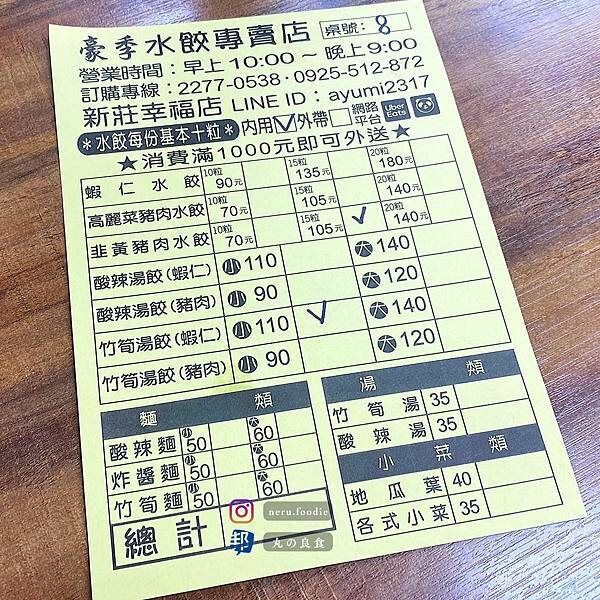 豪季水餃專賣店 桌號: 8
營業時間：早上10:00～晚上9:00
訂購專線：2277-0538·0925-512-872
新莊幸福店 LINE ID：ayumi2317
＊水餃每份基本十粒＊ 內用 ✓ 外帶 網路平台 Uber Eats
★消費滿1000元即可外送★
蝦仁水餃 10粒 90元 15粒 135元 20粒 180元
高麗菜豬肉水餃 10粒 70元 15粒 105元 ✓ 20粒 140元
韭黃豬肉水餃 10粒 70元 15粒 105元 20粒 140元
酸辣湯餃(蝦仁) 小 110 大 140
酸辣湯餃(豬肉) 小 90 大 120
竹筍湯餃(蝦仁) 小 110 ✓ 大 140
竹筍湯餃(豬肉) 小 90 大 120
麵類
酸辣麵 小 50 大 60
炸醬麵 小 50 大 60
竹筍麵 小 50 大 60
總計
湯類
竹筍湯 35
酸辣湯 35
小菜類
地瓜葉 40
各式小菜 35
neru.foodie
邦 丸の良食